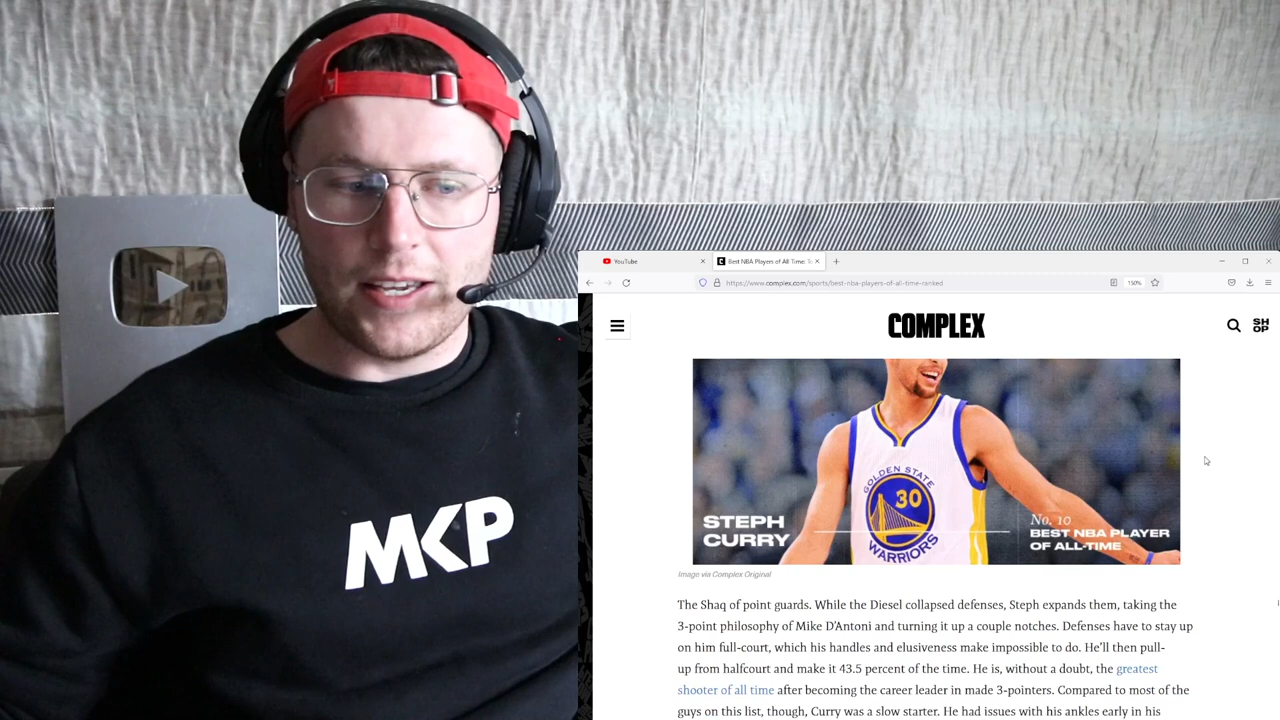 MKP
YouTube
Best NBA Players of All Time: To
https://www.complex.com/sports/best-nba-players-of-all-time-ranked
150%
COMPLEX
SH
OP
GOLDEN STATE
30
WARRIORS
STEPH
CURRY
No. 10
BEST NBA PLAYER
OF ALL-TIME
Image via Complex Original
The Shaq of point guards. While the Diesel collapsed defenses, Steph expands them, taking the
3-point philosophy of Mike D'Antoni and turning it up a couple notches. Defenses have to stay up
on him full-court, which his handles and elusiveness make impossible to do. He'll then pull-
up from halfcourt and make it 43.5 percent of the time. He is, without a doubt, the greatest
shooter of all time after becoming the career leader in made 3-pointers. Compared to most of the
guys on this list, though, Curry was a slow starter. He had issues with his ankles early in his